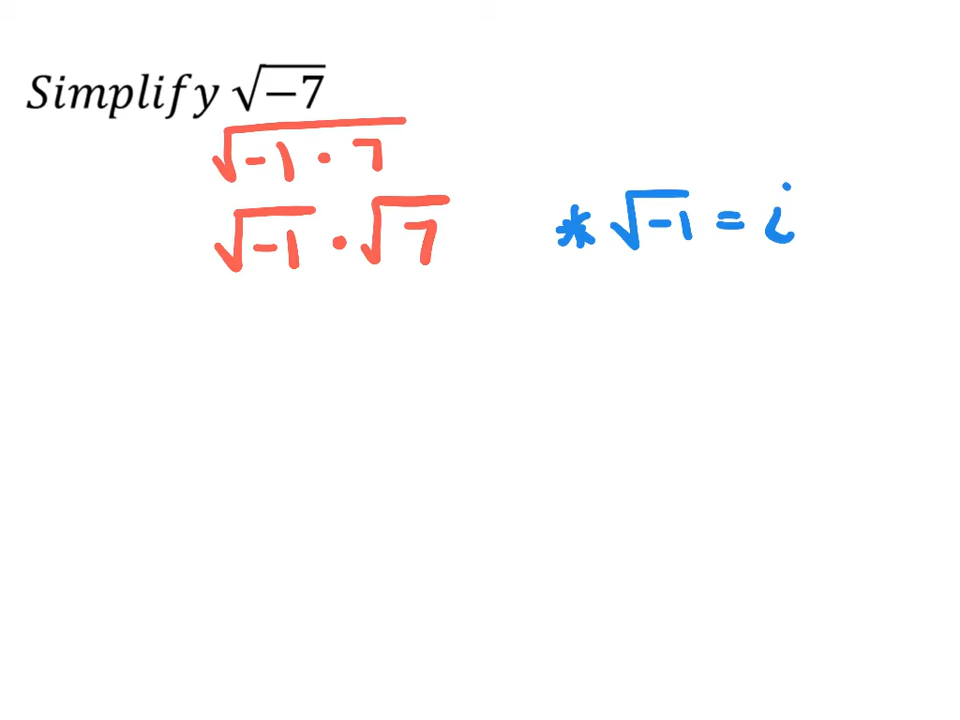 Simplify √−7
√-1 · 7
√-1 · √7
* √-1 = i